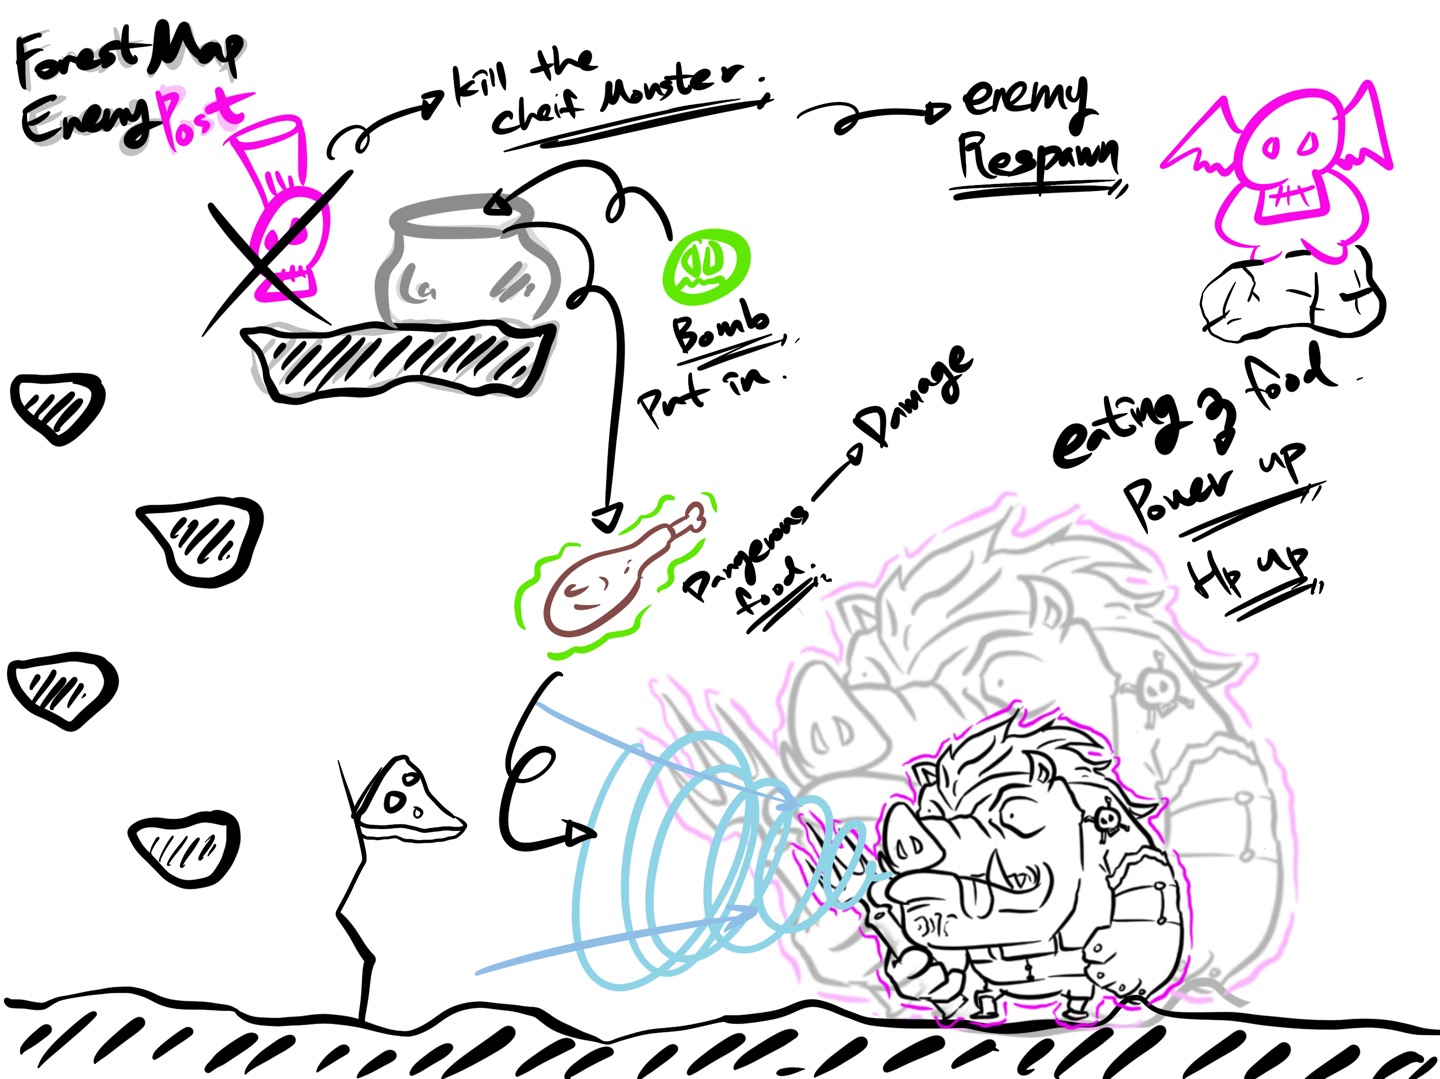 Forest Map
Enemy Post
kill the
cheif Monster.
enemy
Respawn
Bomb
Put in.
Damage
Dangerous
food.
eating food.
Power up
Hp up